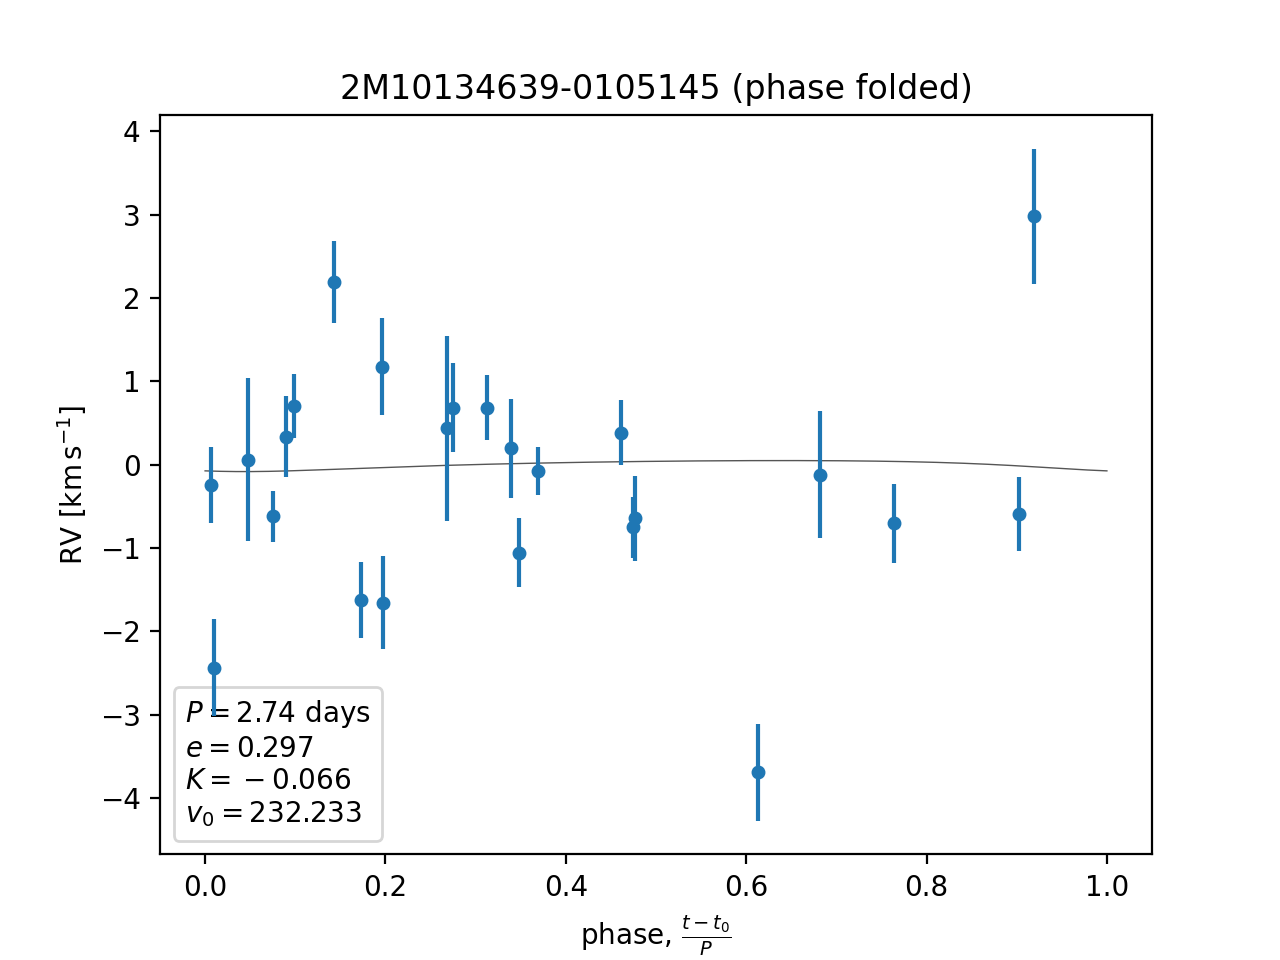 2M10134639-0105145 (phase folded)
4
3
2
1
0
−1
−2
−3
−4
RV [km s⁻¹]
P = 2.74 days
e = 0.297
K = −0.066
v₀ = 232.233
0.0 0.2 0.4 0.6 0.8 1.0
phase, (t − t₀)/P